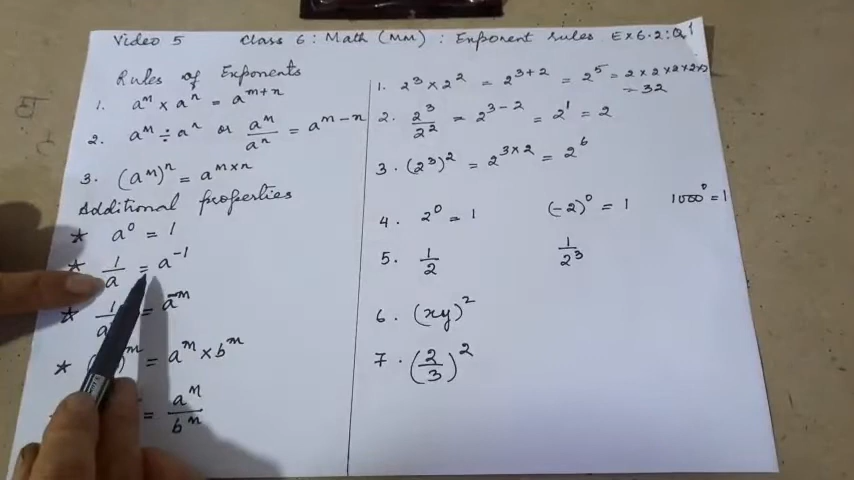 Video 5 Class 6 : Math (MM) : Exponent rules Ex 6.2 : Q1
Rules of Exponents
1. aᵐ × aⁿ = aᵐ⁺ⁿ
2. aᵐ ÷ aⁿ or aᵐ/aⁿ = aᵐ⁻ⁿ
3. (aᵐ)ⁿ = aᵐˣⁿ
Additional properties
★ a⁰ = 1
★ 1/a = a⁻¹
★ 1/a = a⁻ᵐ
★ ( )ᵐ = aᵐ × bᵐ
= aᵐ/bᵐ
1. 2³ × 2² = 2³⁺² = 2⁵ = 2 × 2 × 2 × 2 × 2
= 32
2. 2³/2² = 2³⁻² = 2¹ = 2
3. (2³)² = 2³ˣ² = 2⁶
4. 2⁰ = 1 (-2)⁰ = 1 1000⁰ = 1
5. 1/2 1/2³
6. (xy)²
7. (2/3)²